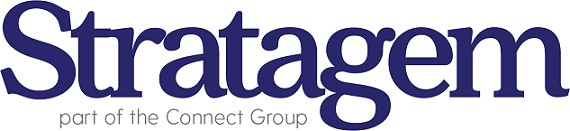 Stratagem
part of the Connect Group